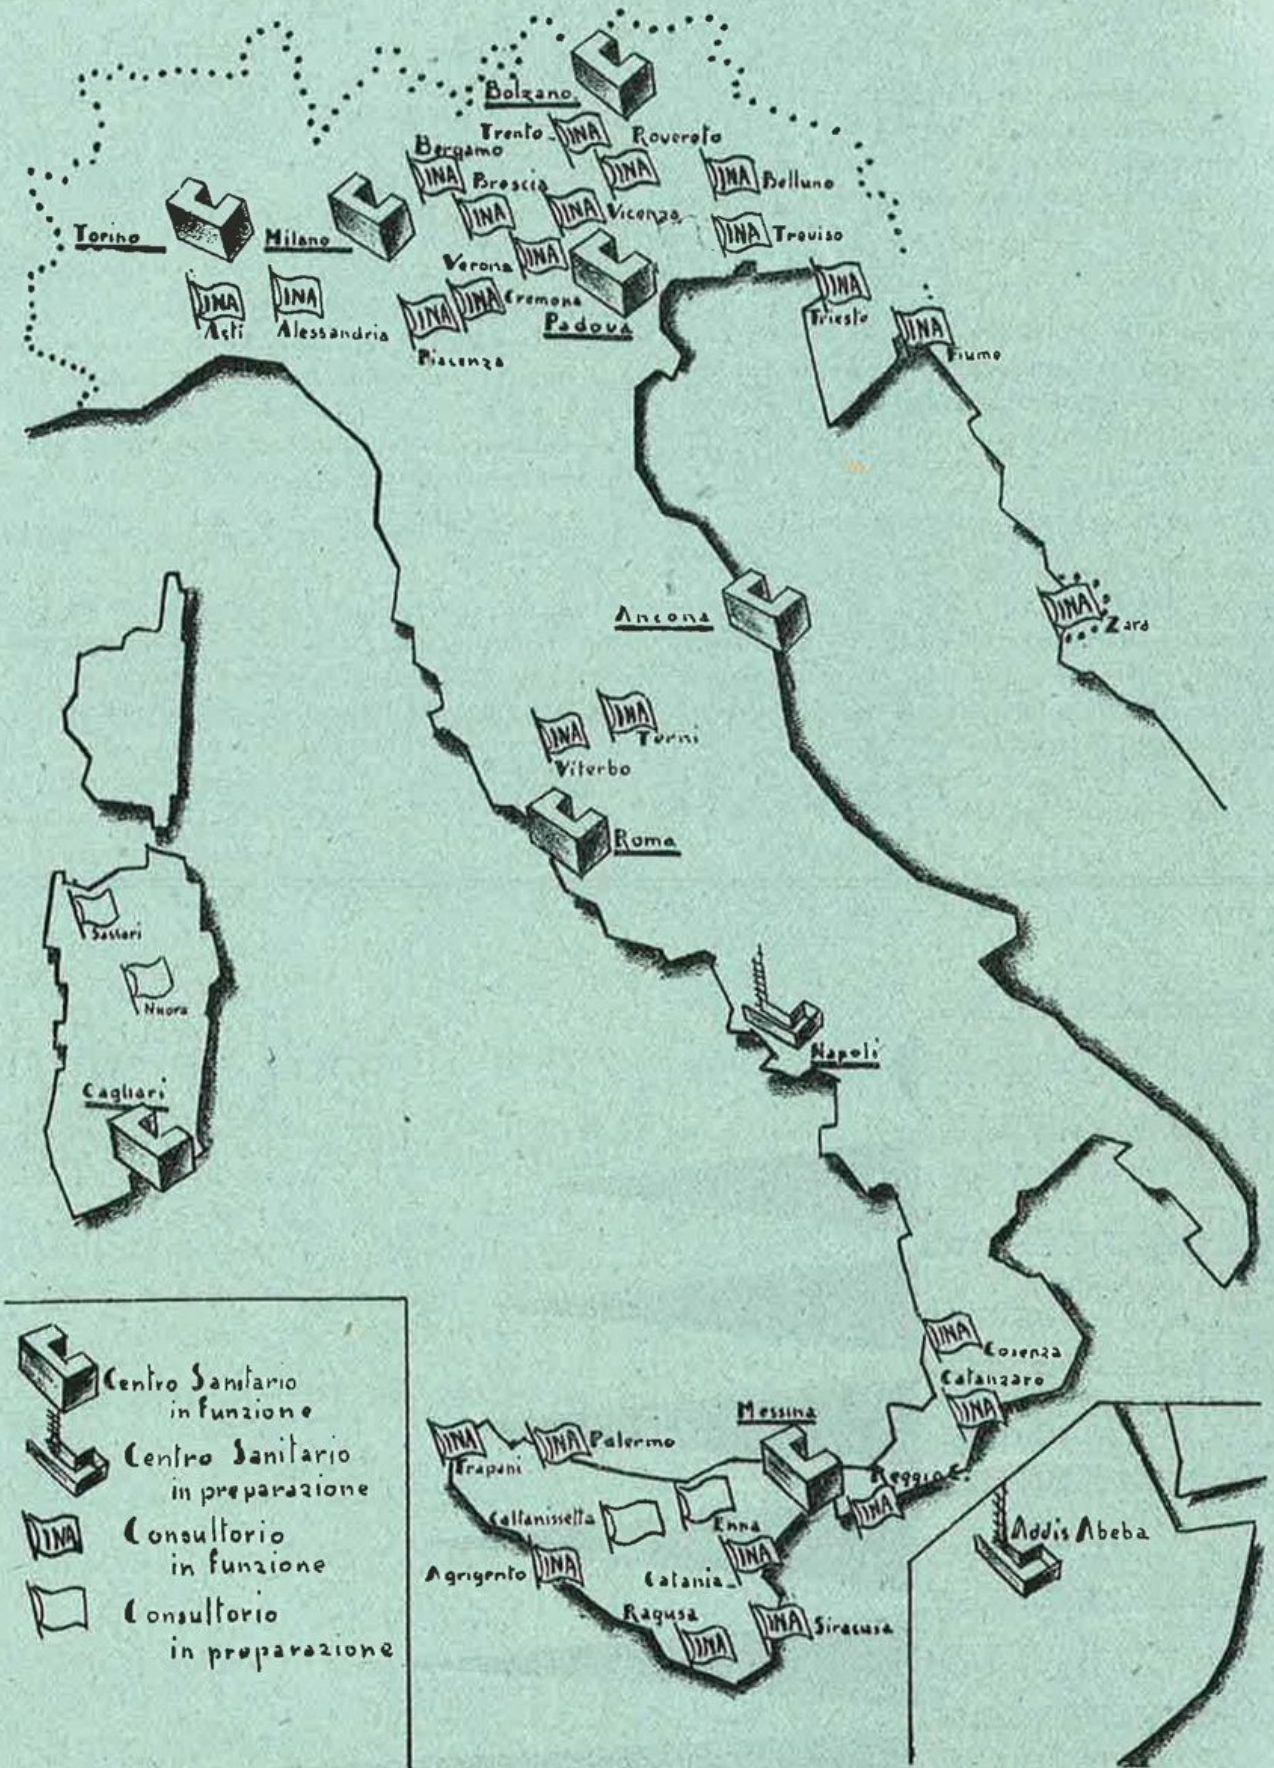 Bolzano
Trento
INA
Rovereto
INA
Bergamo
INA
Brescia
INA
INA
Vicenza
INA
Belluno
INA
Treviso
Torino
Milano
Verona
INA
INA
Cremona
Padova
INA
Asti
INA
Alessandria
INA
Piacenza
INA
Trieste
INA
Fiume
Ancona
INA
Zara
INA
Viterbo
INA
Terni
Roma
Sassari
Nuoro
Cagliari
Napoli
INA
Cosenza
Catanzaro
INA
Messina
INA
Trapani
INA
Palermo
Reggio C.
INA
Caltanissetta
Enna
Agrigento
INA
INA
Catania
Ragusa
INA
INA
Siracusa
Addis Abeba
Centro Sanitario
in funzione
Centro Sanitario
in preparazione
INA
Consultorio
in funzione
Consultorio
in preparazione